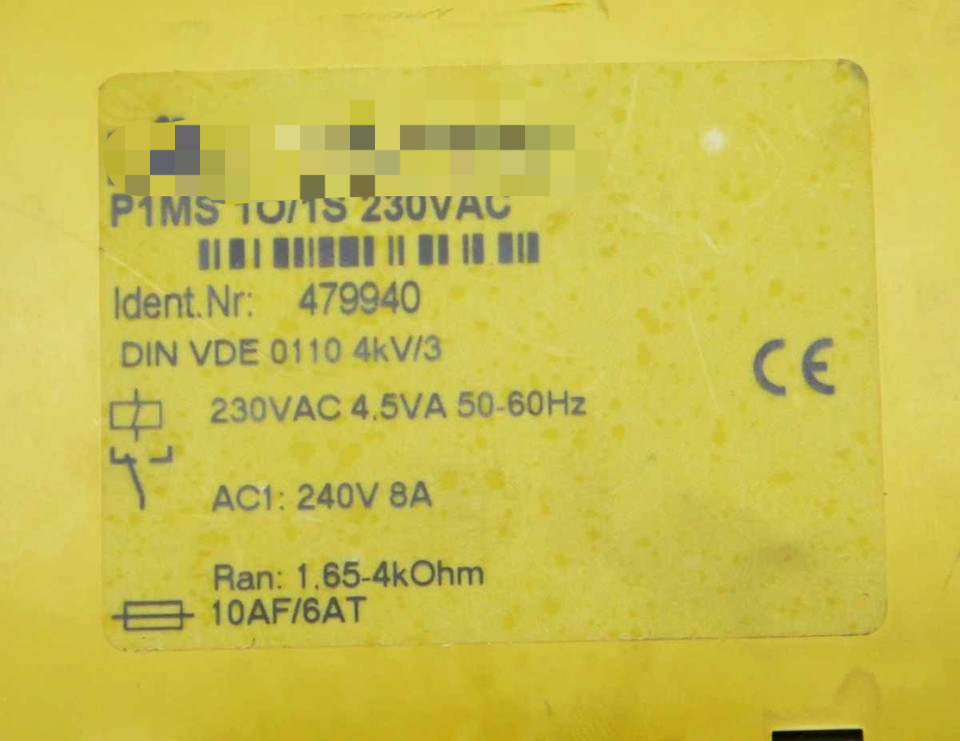 P1MS 1O/1S 230VAC
Ident.Nr: 479940
DIN VDE 0110 4kV/3
CE
230VAC 4.5VA 50-60Hz
AC1: 240V 8A
Ran: 1.65-4kOhm
10AF/6AT